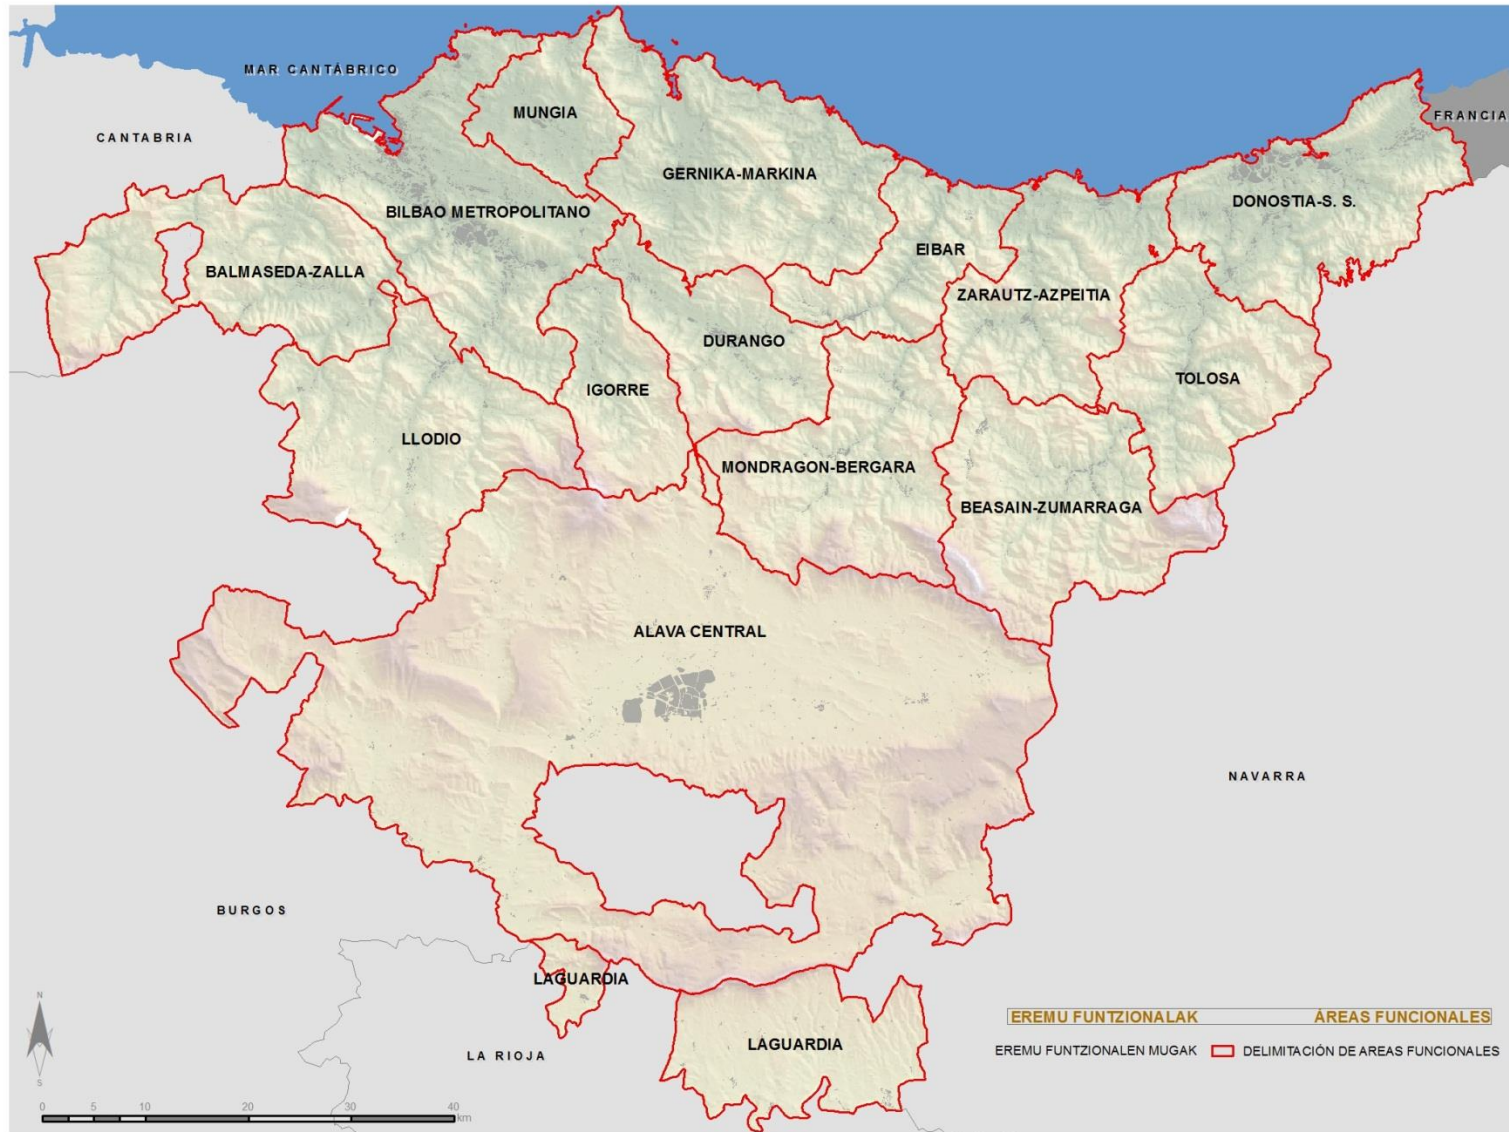 MAR CANTÁBRICO
CANTABRIA
FRANCIA
MUNGIA
GERNIKA-MARKINA
DONOSTIA-S. S.
BILBAO METROPOLITANO
EIBAR
BALMASEDA-ZALLA
ZARAUTZ-AZPEITIA
DURANGO
TOLOSA
IGORRE
LLODIO
MONDRAGON-BERGARA
BEASAIN-ZUMARRAGA
ALAVA CENTRAL
NAVARRA
BURGOS
LAGUARDIA
LAGUARDIA
LA RIOJA
N
S
EREMU FUNTZIONALAK ÁREAS FUNCIONALES
EREMU FUNTZIONALEN MUGAK DELIMITACIÓN DE AREAS FUNCIONALES
0 5 10 20 30 40
km